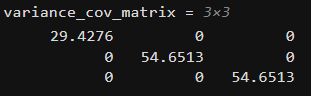 variance_cov_matrix = 3×3
29.4276 0 0
0 54.6513 0
0 0 54.6513